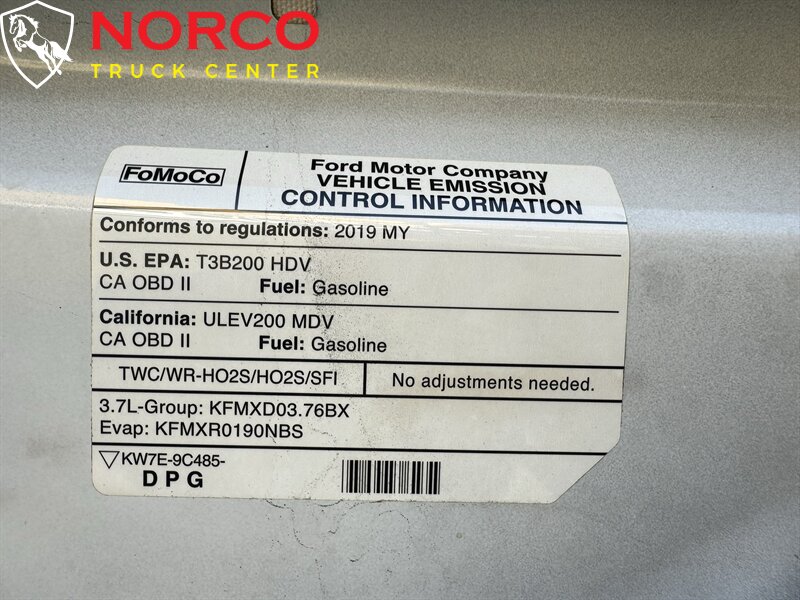 NORCO
TRUCK CENTER
FoMoCo
Ford Motor Company
VEHICLE EMISSION
CONTROL INFORMATION
Conforms to regulations: 2019 MY
U.S. EPA: T3B200 HDV
CA OBD II Fuel: Gasoline
California: ULEV200 MDV
CA OBD II Fuel: Gasoline
TWC/WR-HO2S/HO2S/SFI No adjustments needed.
3.7L-Group: KFMXD03.76BX
Evap: KFMXR0190NBS
KW7E-9C485-
DPG